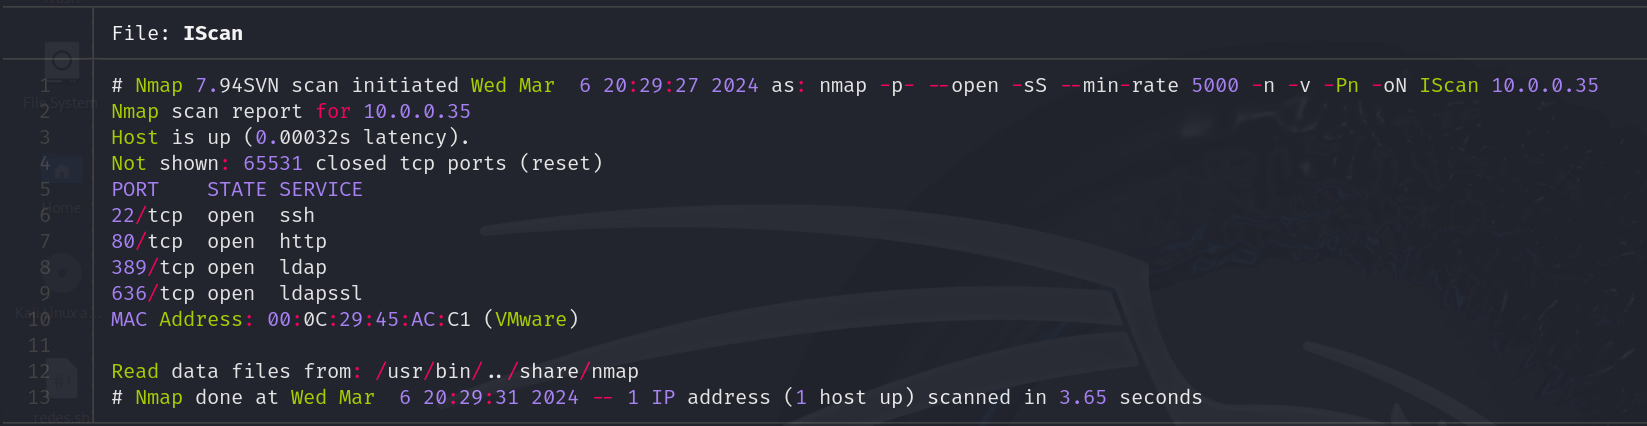 File: IScan
1 # Nmap 7.94SVN scan initiated Wed Mar  6 20:29:27 2024 as: nmap -p- --open -sS --min-rate 5000 -n -v -Pn -oN IScan 10.0.0.35
2 Nmap scan report for 10.0.0.35
3 Host is up (0.00032s latency).
4 Not shown: 65531 closed tcp ports (reset)
5 PORT    STATE SERVICE
6 22/tcp  open  ssh
7 80/tcp  open  http
8 389/tcp open  ldap
9 636/tcp open  ldapssl
10 MAC Address: 00:0C:29:45:AC:C1 (VMware)
11
12 Read data files from: /usr/bin/../share/nmap
13 # Nmap done at Wed Mar  6 20:29:31 2024 -- 1 IP address (1 host up) scanned in 3.65 seconds
File System
Home
redes.sh